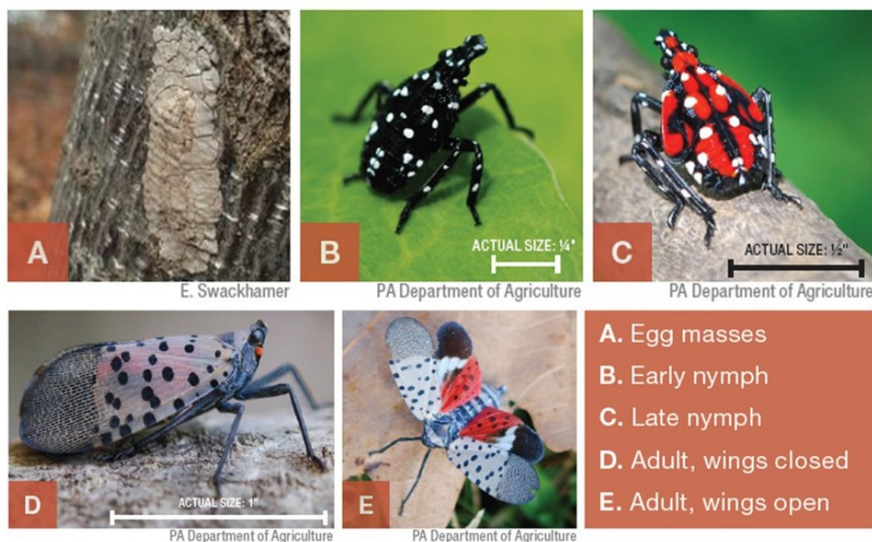 A
E. Swackhamer
B
ACTUAL SIZE: ¼"
PA Department of Agriculture
C
ACTUAL SIZE: ½"
PA Department of Agriculture
D
ACTUAL SIZE: 1"
PA Department of Agriculture
E
PA Department of Agriculture
A. Egg masses
B. Early nymph
C. Late nymph
D. Adult, wings closed
E. Adult, wings open